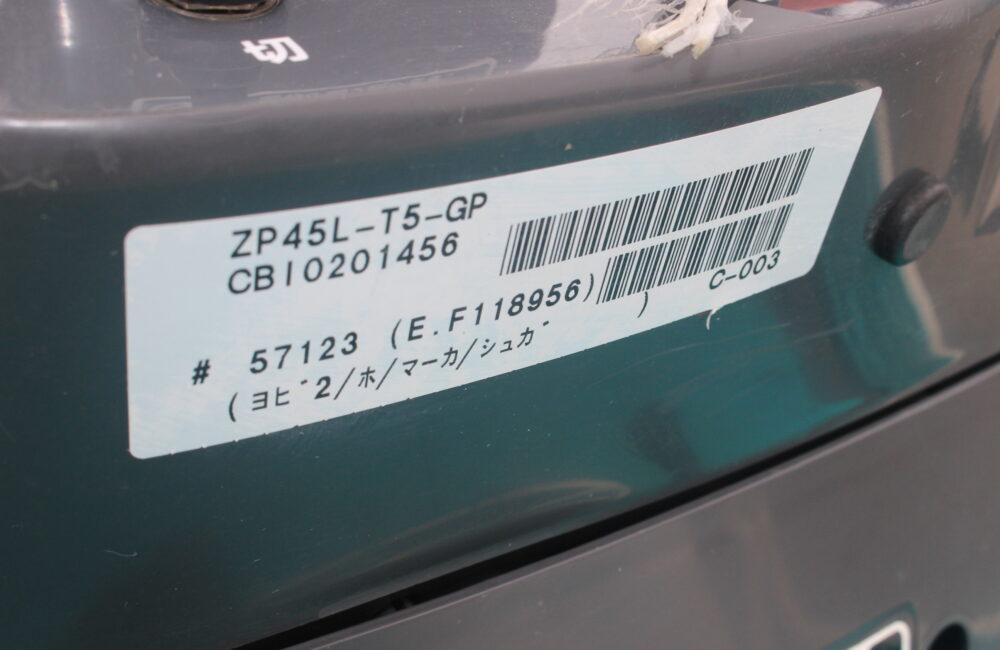 切
ZP45L-T5-GP
CBI0201456
# 57123 (E.F118956)
C-003
(ヨビ2/ホ/マーカ/シュカ゛ )